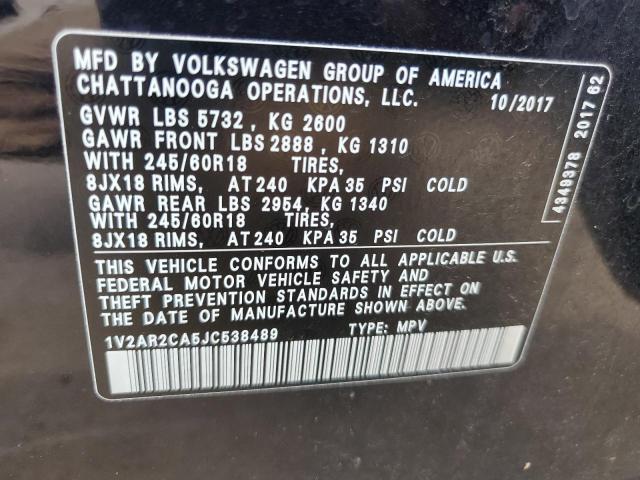 MFD BY VOLKSWAGEN GROUP OF AMERICA
CHATTANOOGA OPERATIONS, LLC. 10/2017
GVWR LBS 5732 , KG 2600
GAWR FRONT LBS 2888 , KG 1310
WITH 245/60R18 TIRES,
8JX18 RIMS, AT 240 KPA 35 PSI COLD
GAWR REAR LBS 2954, KG 1340
WITH 245/60R18 TIRES,
8JX18 RIMS, AT 240 KPA 35 PSI COLD
THIS VEHICLE CONFORMS TO ALL APPLICABLE U.S.
FEDERAL MOTOR VEHICLE SAFETY AND
THEFT PREVENTION STANDARDS IN EFFECT ON
THE DATE OF MANUFACTURE SHOWN ABOVE.
1V2AR2CA5JC538489 TYPE: MPV
4349378 2017 62